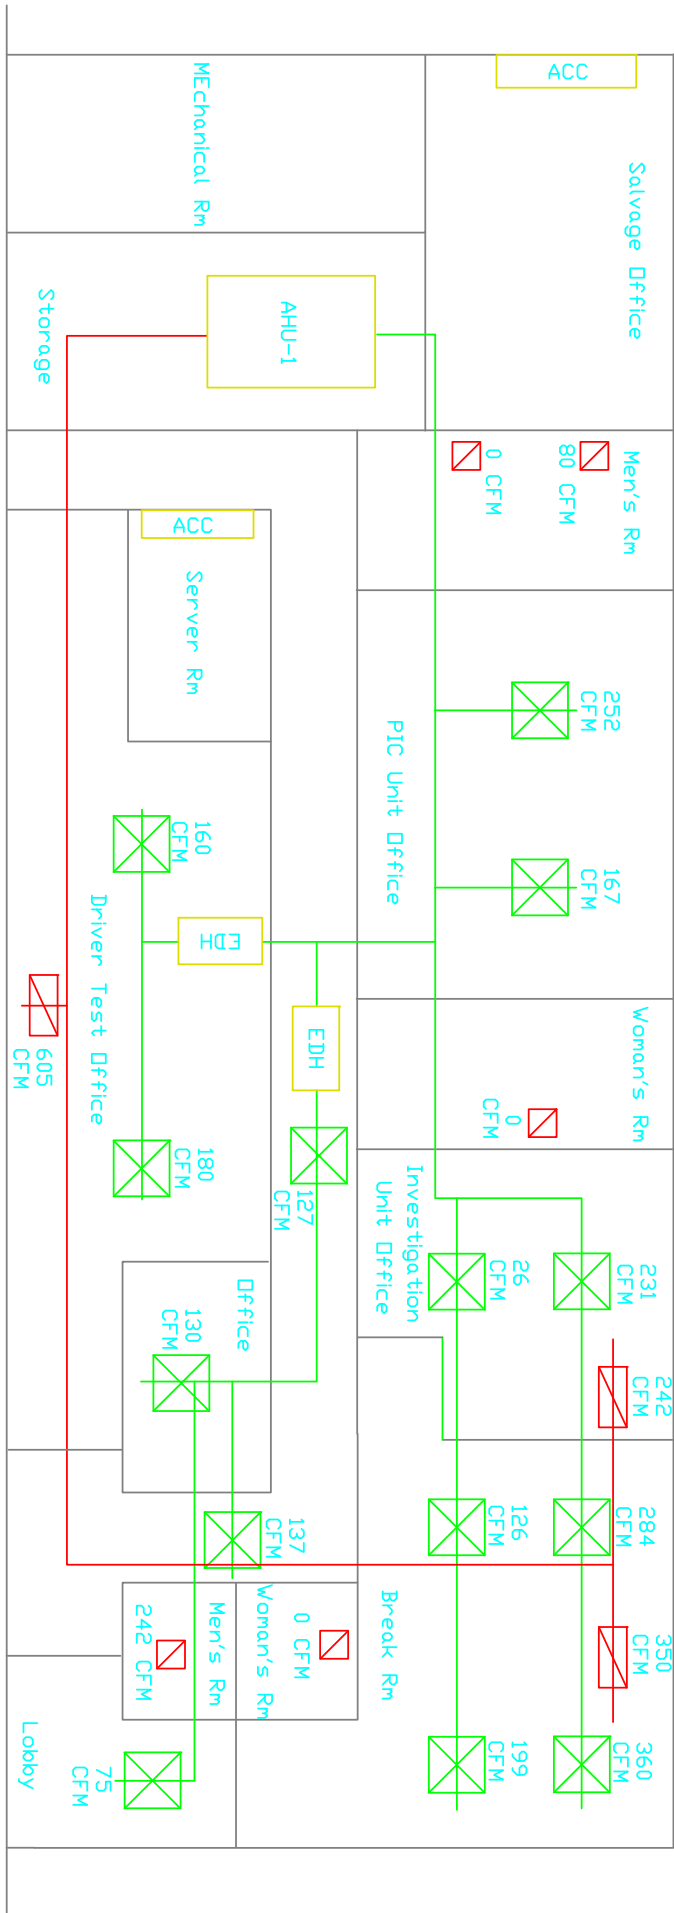 ACC
MEchanical Rm
Salvage Office
AHU-1
Storage
Men's Rm
80 CFM
0 CFM
ACC
Server Rm
252
CFM
PIC Unit Office
167
CFM
160
CFM
EDH
Driver Test Office
EDH
605
CFM
Woman's Rm
0
CFM
180
CFM
127
CFM
Investigation
Unit Office
26
CFM
231
CFM
Office
130
CFM
242
CFM
137
CFM
126
CFM
284
CFM
Break Rm
Woman's Rm
0 CFM
Men's Rm
242 CFM
350
CFM
199
CFM
360
CFM
Lobby
75
CFM